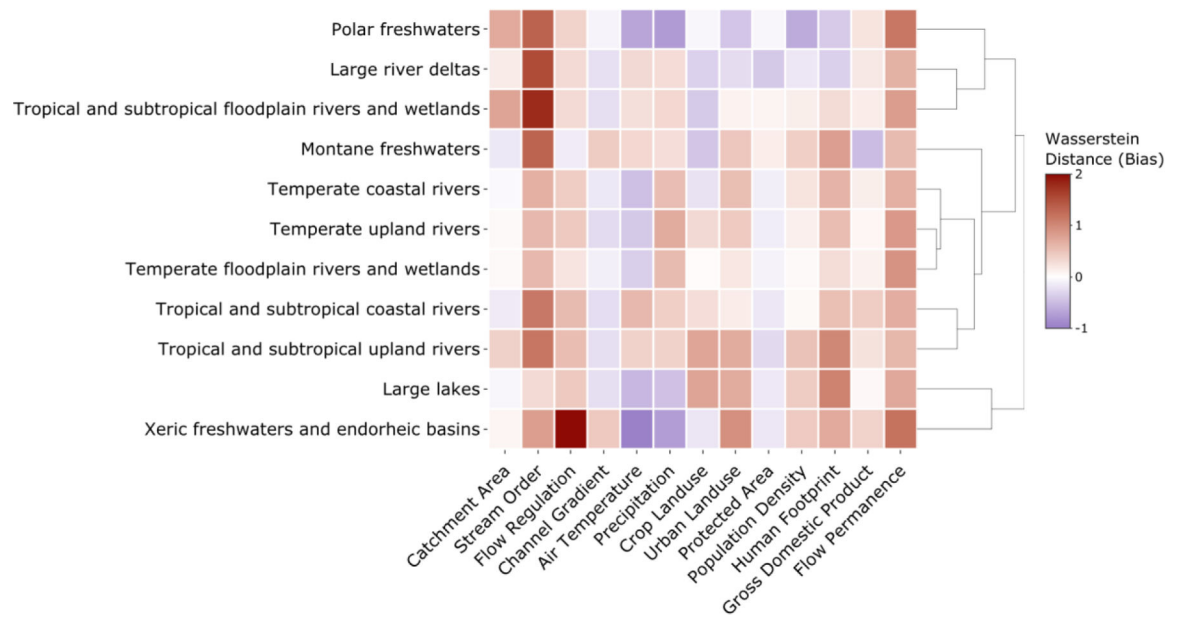 Polar freshwaters
Large river deltas
Tropical and subtropical floodplain rivers and wetlands
Montane freshwaters
Temperate coastal rivers
Temperate upland rivers
Temperate floodplain rivers and wetlands
Tropical and subtropical coastal rivers
Tropical and subtropical upland rivers
Large lakes
Xeric freshwaters and endorheic basins
Catchment Area
Stream Order
Flow Regulation
Channel Gradient
Air Temperature
Precipitation
Crop Landuse
Urban Landuse
Protected Area
Population Density
Human Footprint
Gross Domestic Product
Flow Permanence
Wasserstein
Distance (Bias)
2
1
0
-1